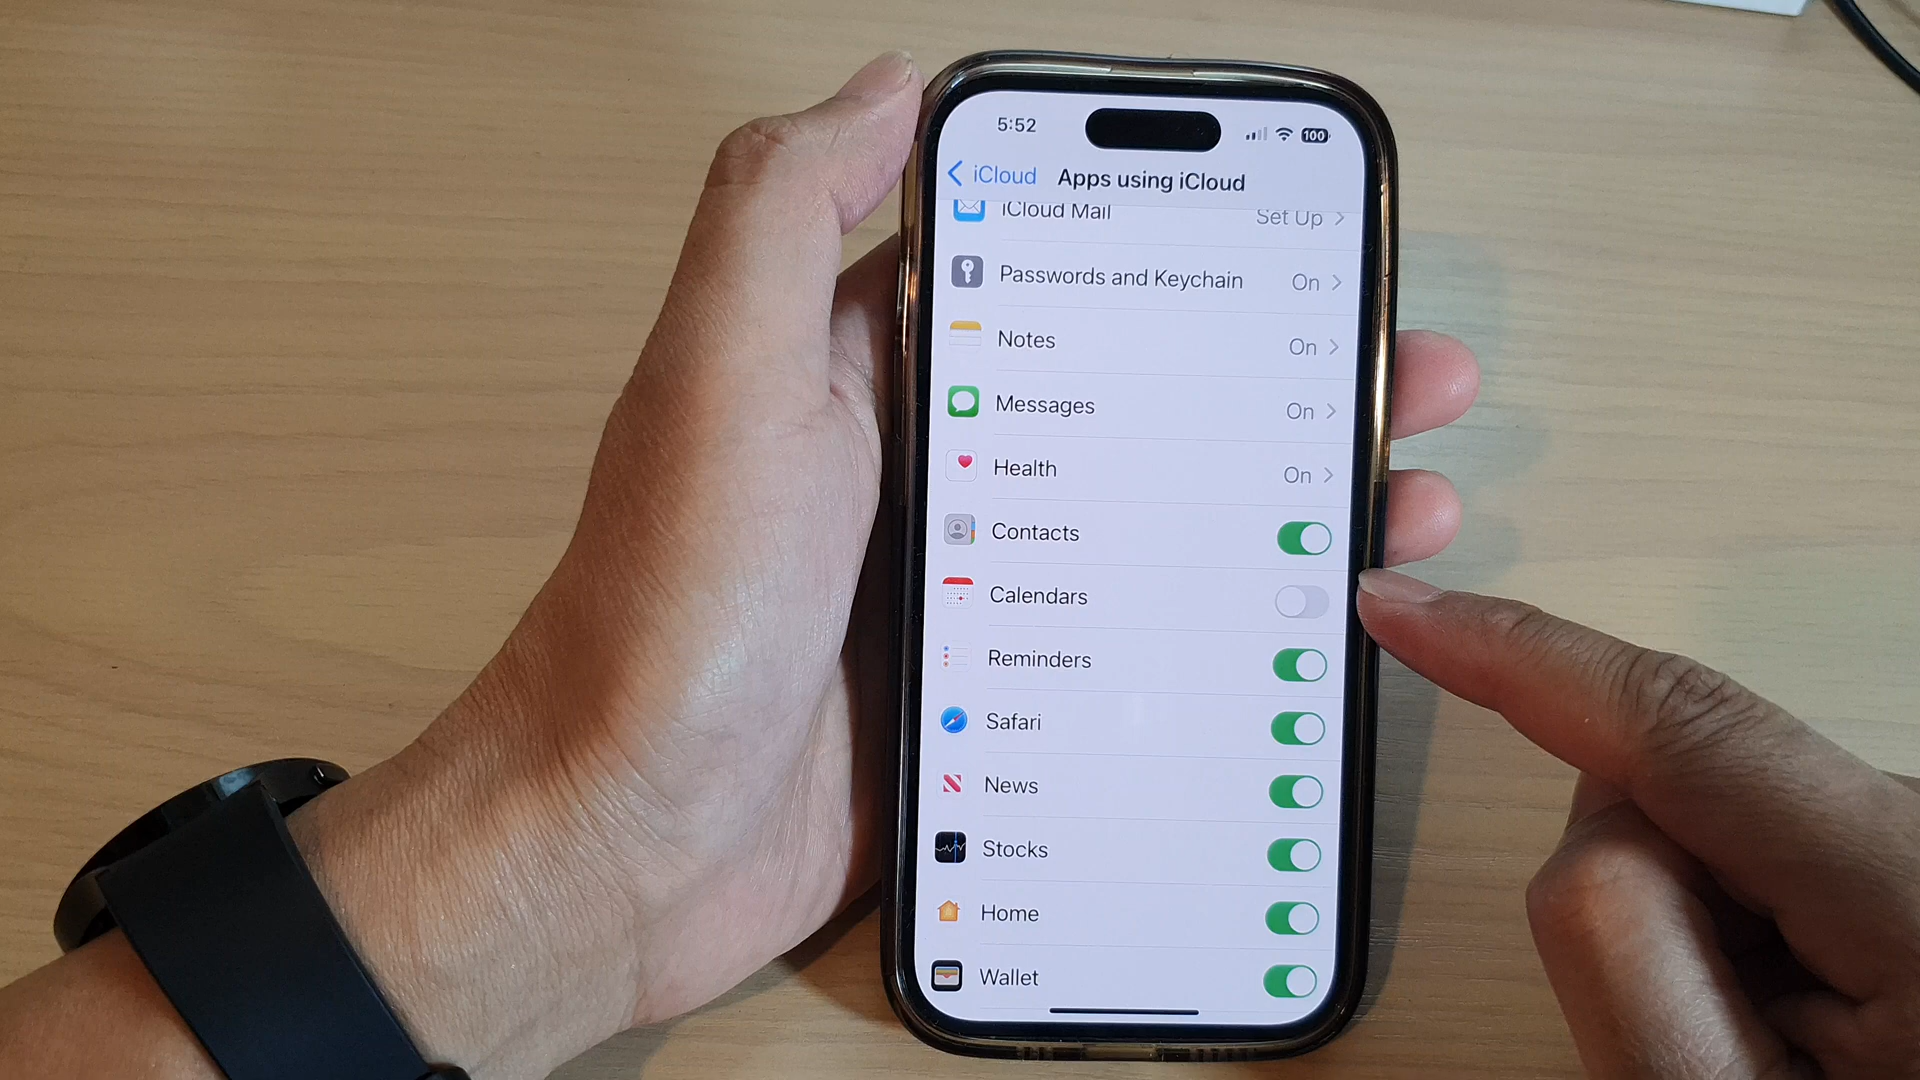 5:52
100
iCloud Apps using iCloud
iCloud Mail Set Up
Passwords and Keychain On
Notes On
Messages On
Health On
Contacts
Calendars
Reminders
Safari
News
Stocks
Home
Wallet